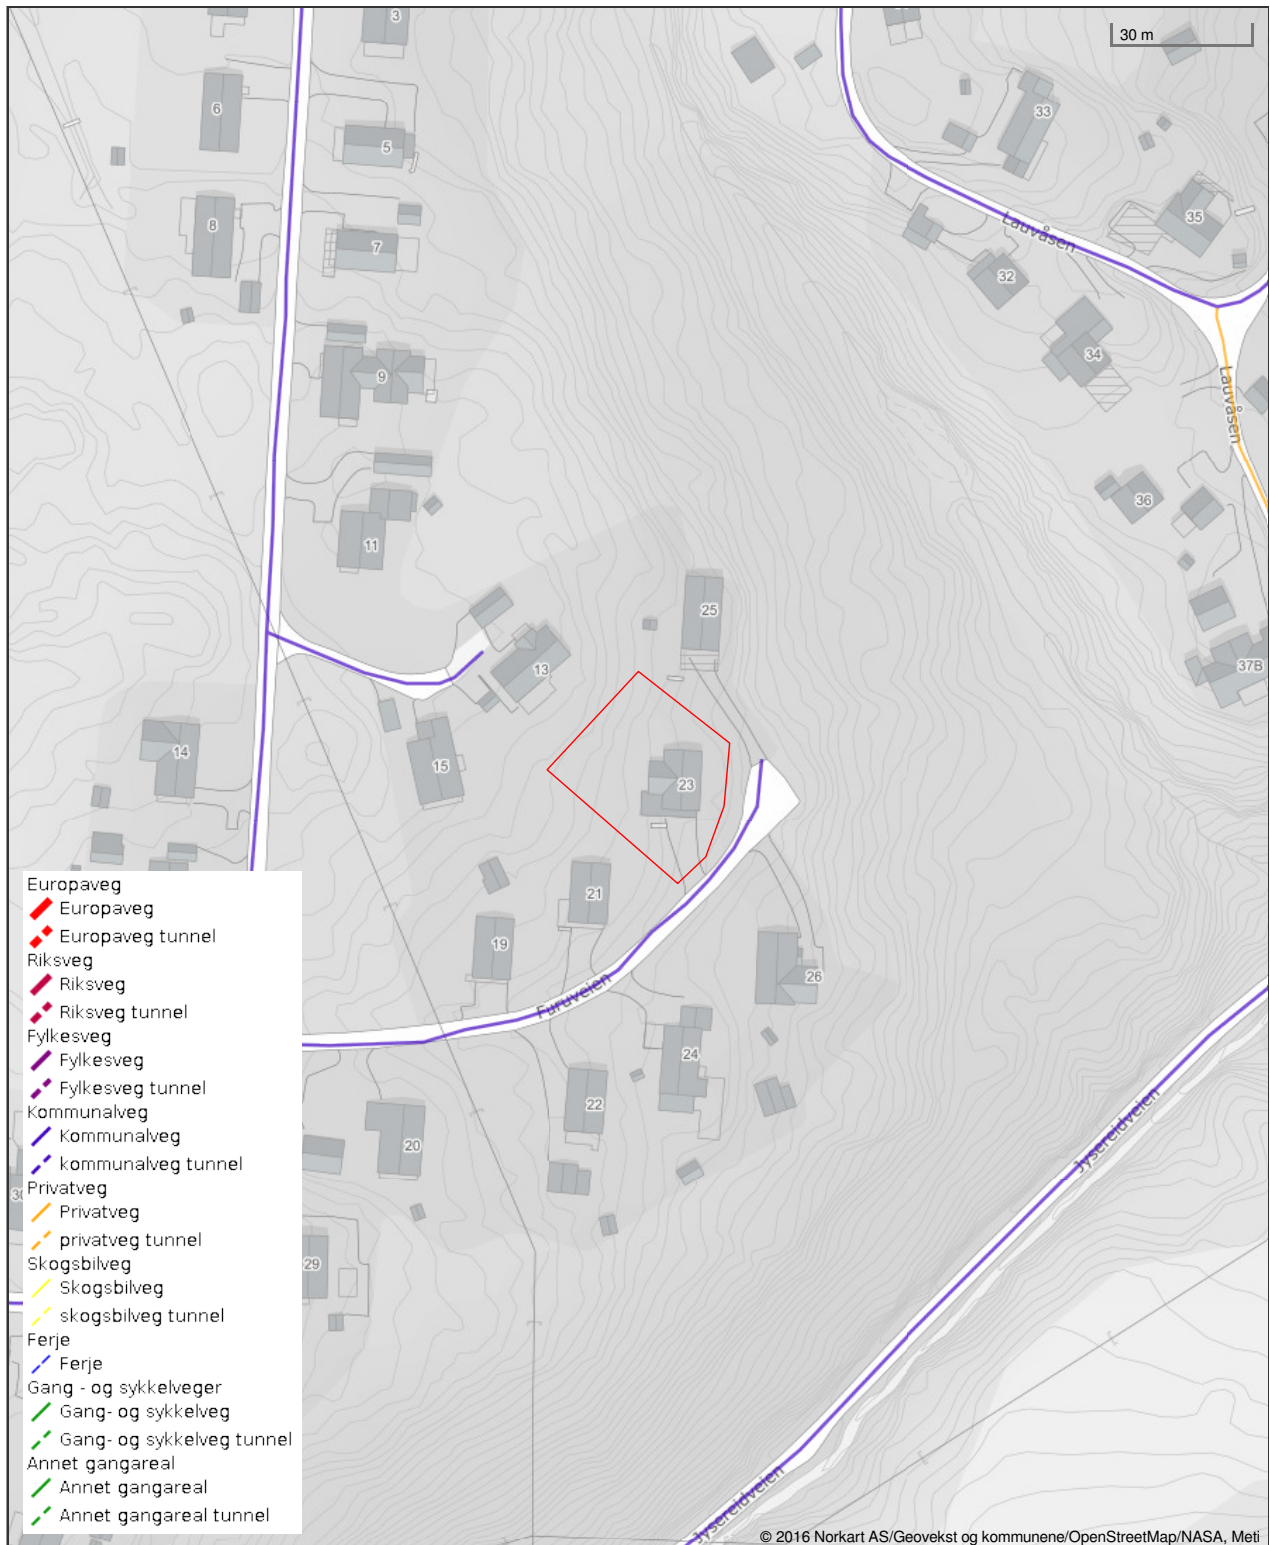 3
30 m
6
5
33
8
7
35
Lauvåsen
32
34
9
Lauvåsen
36
11
25
13
37B
14
15
23
21
19
26
Furuveien
24
22
20
Jysereidveien
29
Jysereidveien
Europaveg
Europaveg
Europaveg tunnel
Riksveg
Riksveg
Riksveg tunnel
Fylkesveg
Fylkesveg
Fylkesveg tunnel
Kommunalveg
Kommunalveg
kommunalveg tunnel
Privatveg
Privatveg
privatveg tunnel
Skogsbilveg
Skogsbilveg
skogsbilveg tunnel
Ferje
Ferje
Gang - og sykkelveger
Gang- og sykkelveg
Gang- og sykkelveg tunnel
Annet gangareal
Annet gangareal
Annet gangareal tunnel
© 2016 Norkart AS/Geovekst og kommunene/OpenStreetMap/NASA, Meti